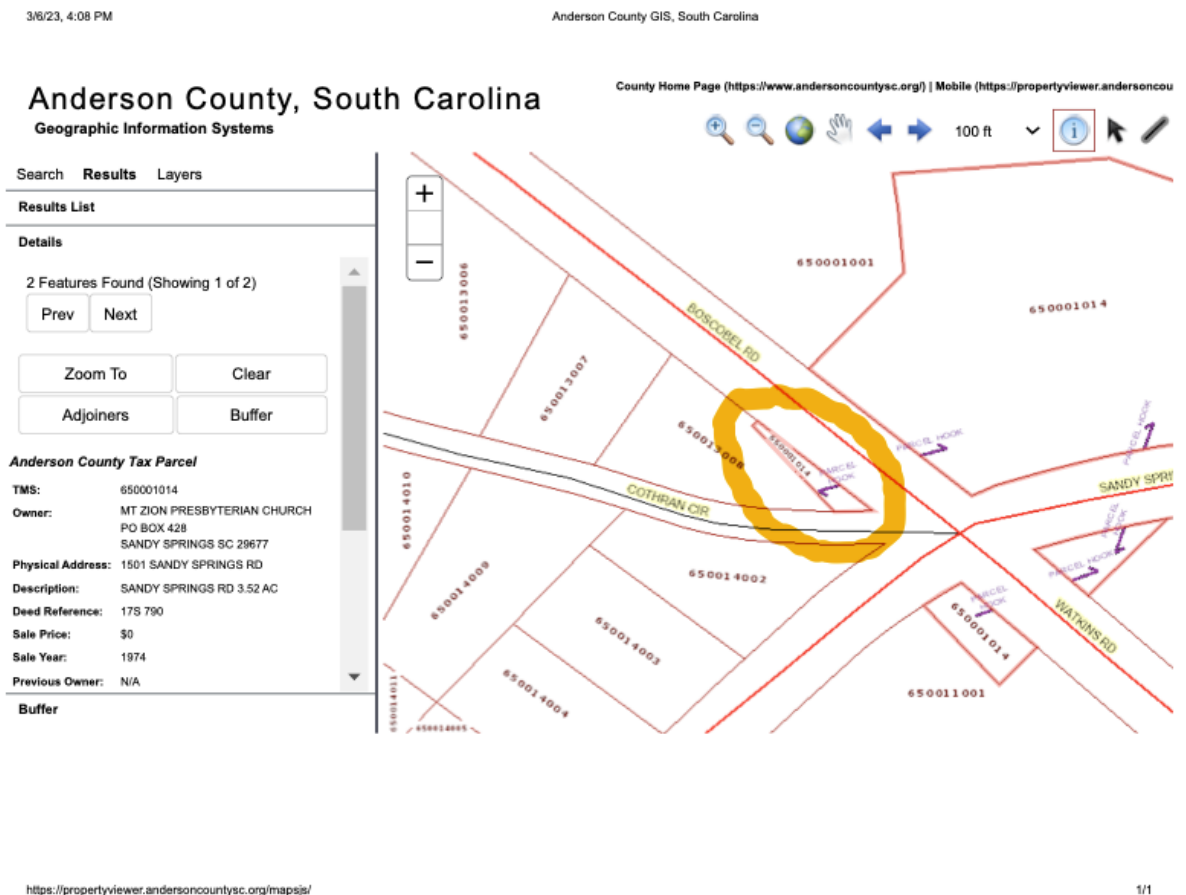 3/6/23, 4:08 PM
Anderson County GIS, South Carolina
Anderson County, South Carolina
Geographic Information Systems
County Home Page (https://www.andersoncountysc.org/) | Mobile (https://propertyviewer.andersoncou
100 ft
Search Results Layers
Results List
Details
2 Features Found (Showing 1 of 2)
Prev Next
Zoom To Clear
Adjoiners Buffer
Anderson County Tax Parcel
TMS: 650001014
Owner: MT ZION PRESBYTERIAN CHURCH
PO BOX 428
SANDY SPRINGS SC 29677
Physical Address: 1501 SANDY SPRINGS RD
Description: SANDY SPRINGS RD 3.52 AC
Deed Reference: 17S 790
Sale Price: $0
Sale Year: 1974
Previous Owner: N/A
Buffer
+
−
650013006
650001001
650001014
BOSCOBEL RD
650013007
650013008
650001014
PARCEL HOOK
PARCEL HOOK
PARCEL HOOK
SANDY SPRI
COTHRAN CIR
650014010
PARCEL HOOK
PARCEL HOOK
650014002
650014009
PARCEL HOOK
650001014
WATKINS RD
650014003
650014004
650011001
650014011
650014005
https://propertyviewer.andersoncountysc.org/mapsjs/
1/1